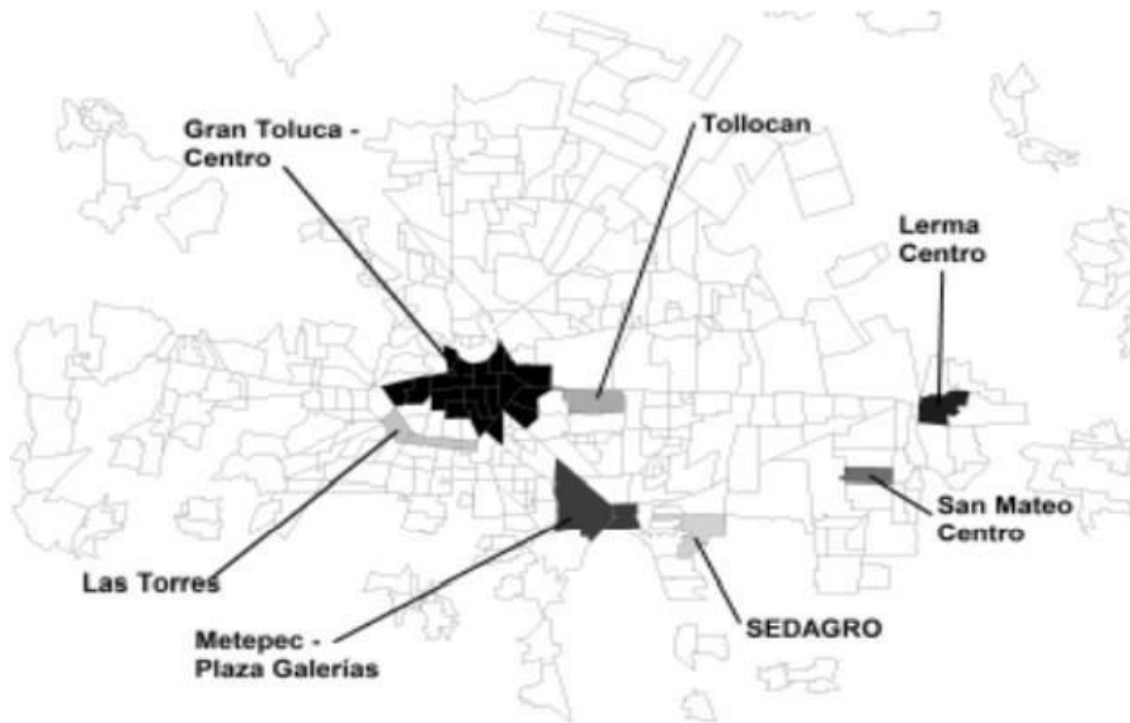 Gran Toluca -
Centro
Tollocan
Lerma
Centro
San Mateo
Centro
Las Torres
SEDAGRO
Metepec -
Plaza Galerías